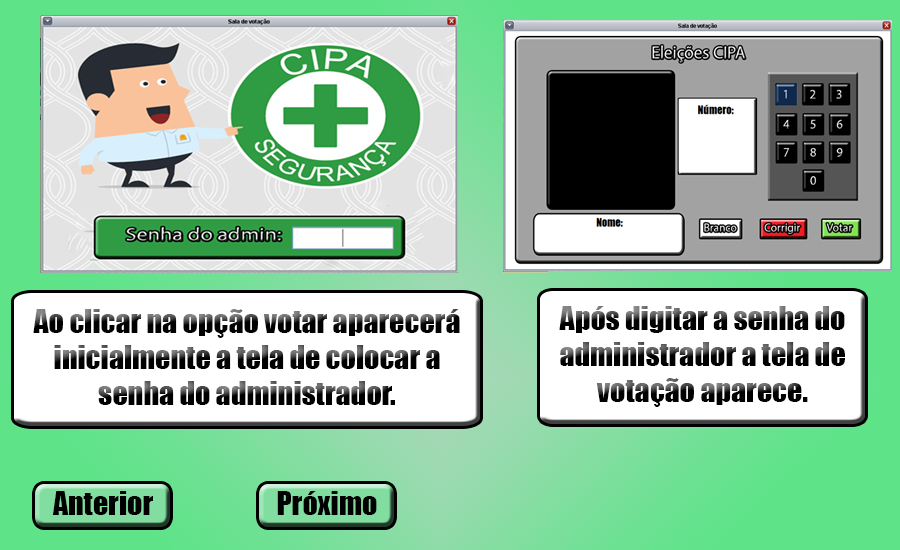 Sala de votação
CIPA
SEGURANÇA
Senha do admin:
Sala de votação
Eleições CIPA
Número:
1 2 3
4 5 6
7 8 9
0
Nome:
Branco Corrigir Votar
Ao clicar na opção votar aparecerá
inicialmente a tela de colocar a
senha do administrador.
Após digitar a senha do
administrador a tela de
votação aparece.
Anterior Próximo